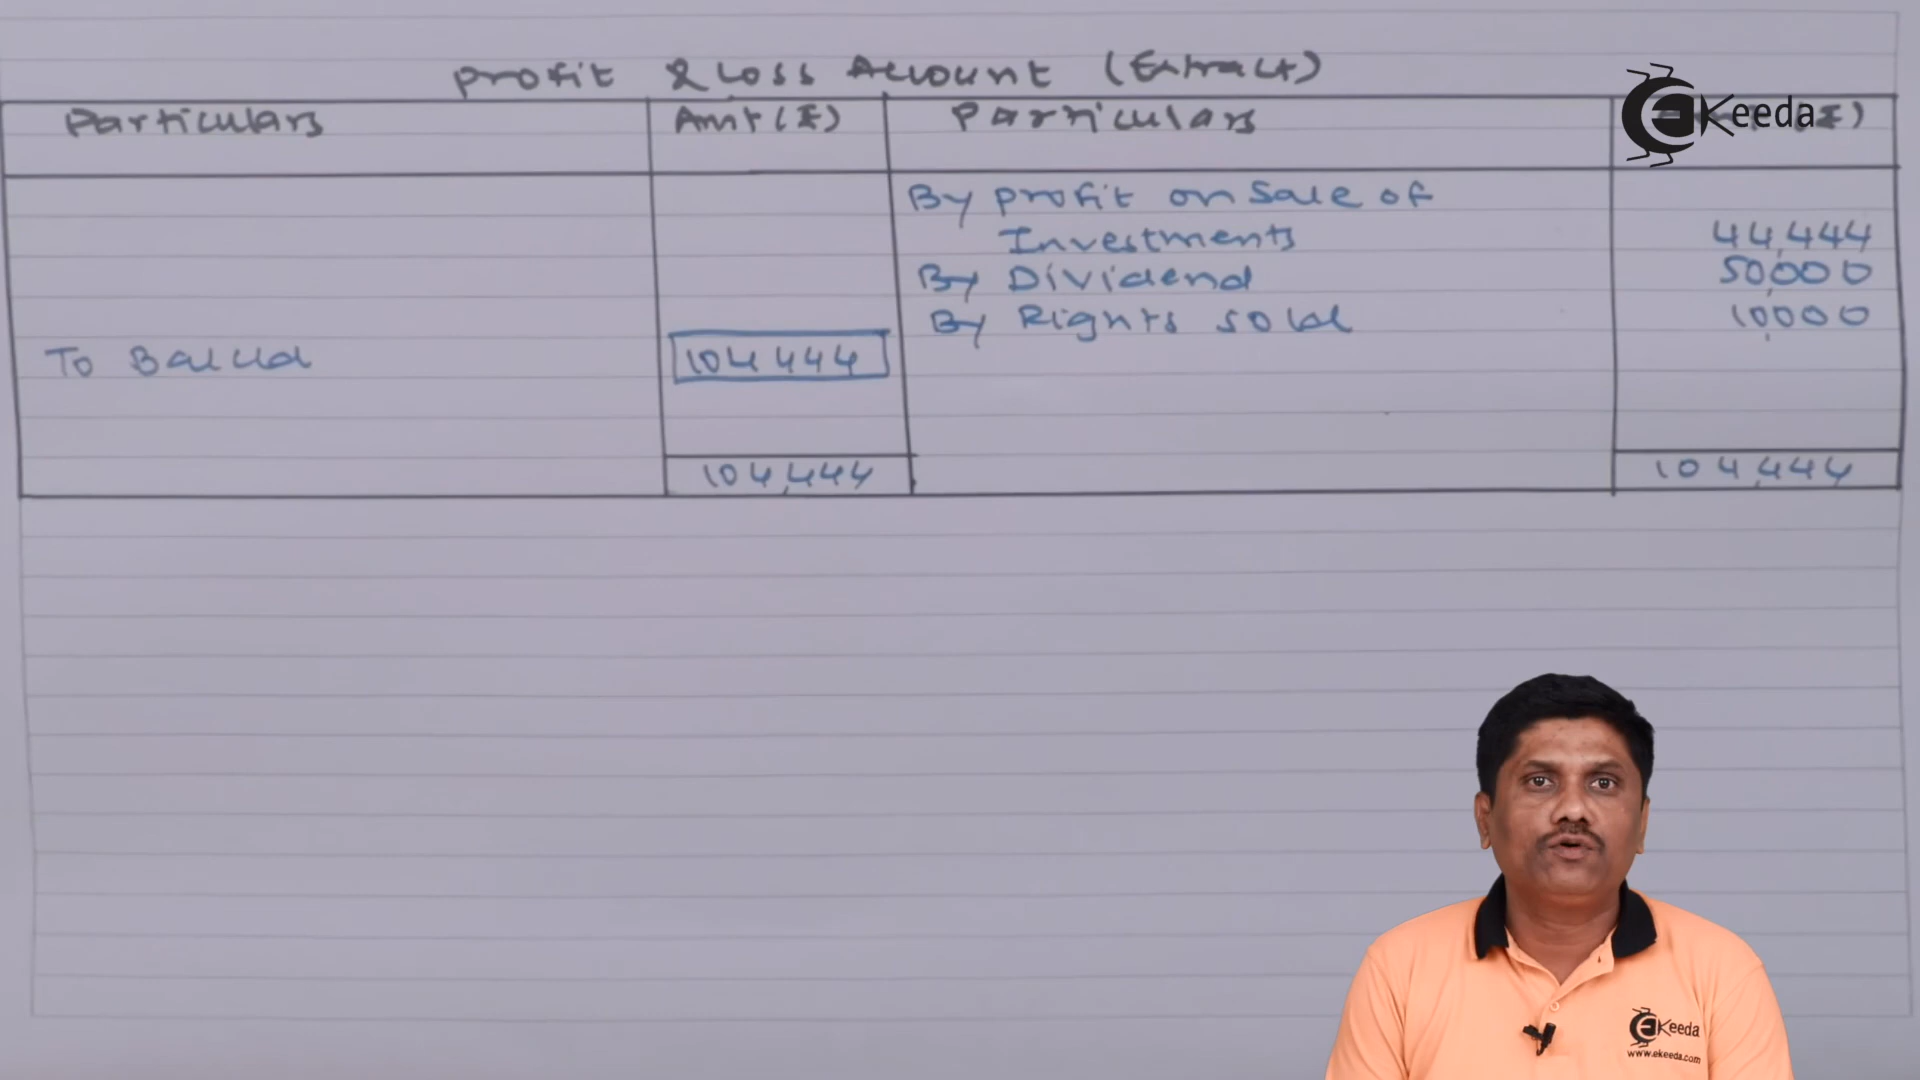 Profit & Loss Account (Extract)
Particulars Amt (₹) Particulars (₹)
By profit on Sale of
Investments 44,444
By Dividend 50,000
By Rights sold 10,000
To Bal c/d 104444
104,444 104,444
EKeeda
EKeeda
www.ekeeda.com